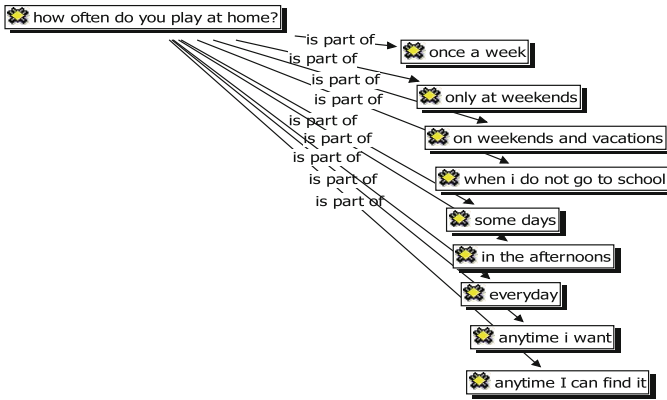 how often do you play at home?
is part of
once a week
is part of
only at weekends
is part of
on weekends and vacations
is part of
when i do not go to school
is part of
some days
is part of
in the afternoons
is part of
everyday
is part of
anytime i want
is part of
anytime I can find it